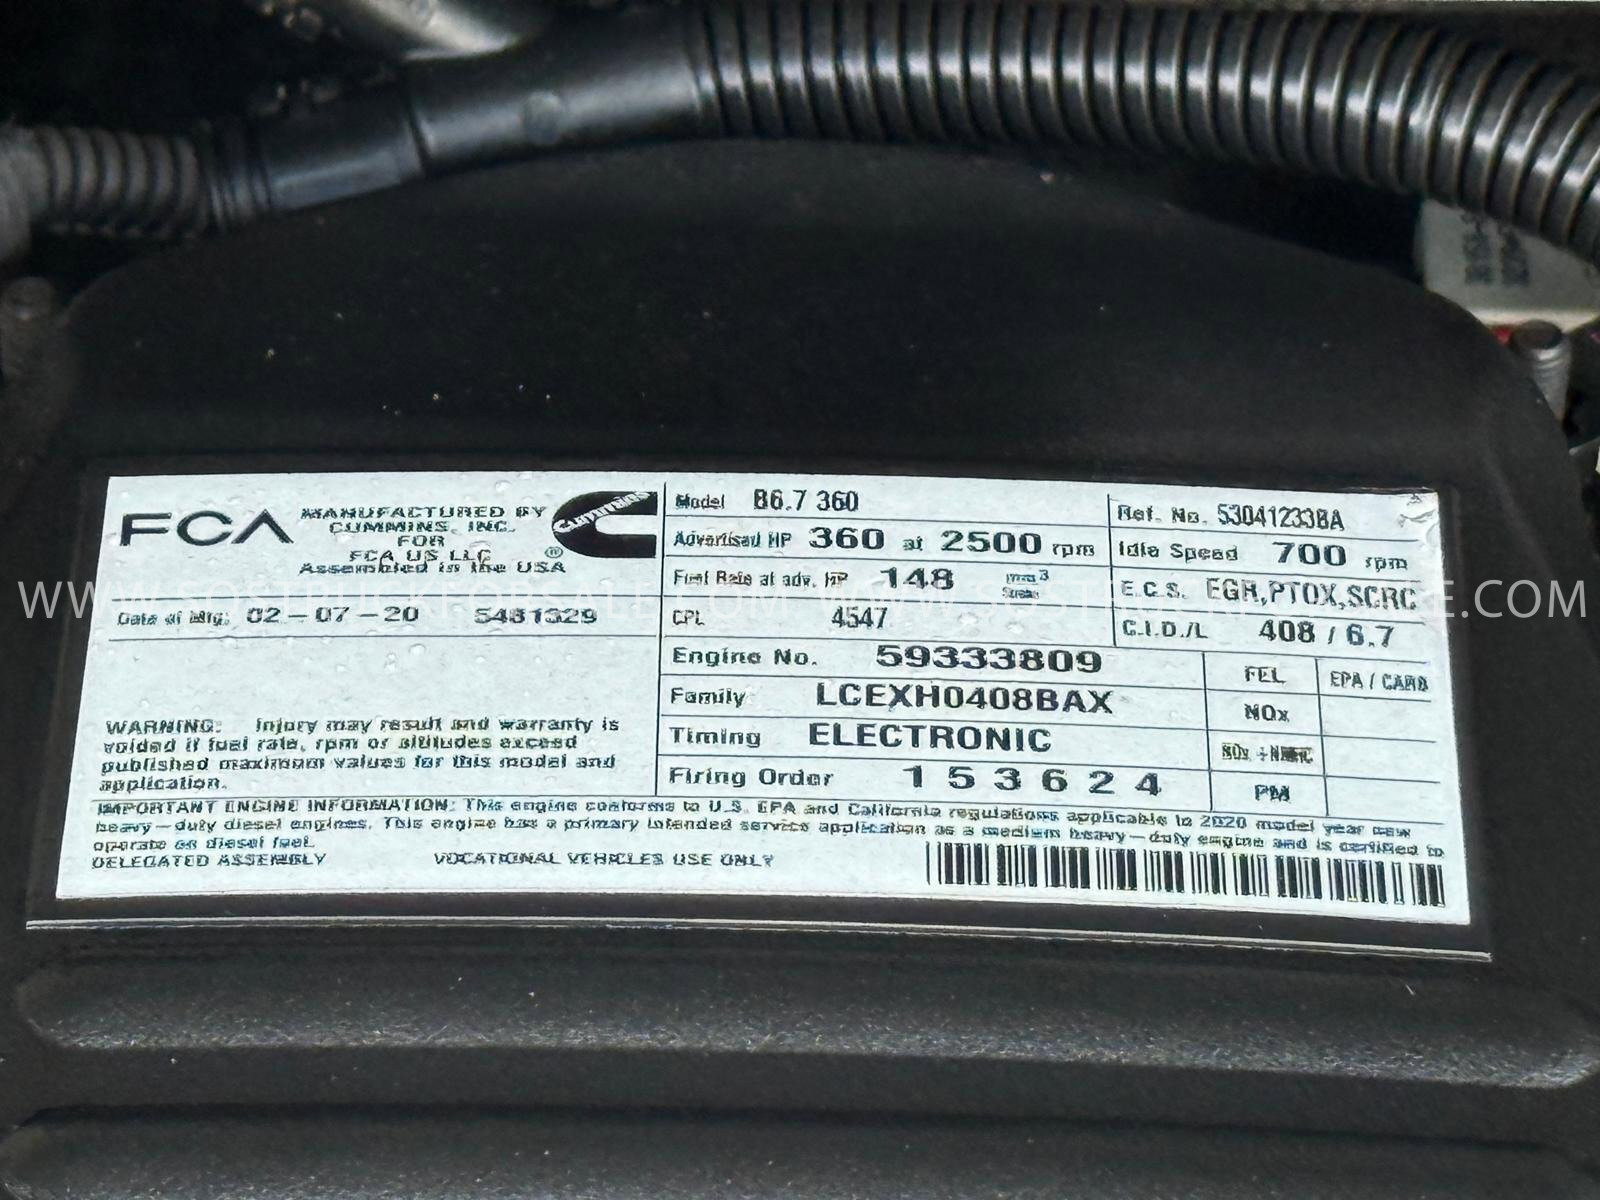 FCA
MANUFACTURED BY
CUMMINS, INC.
FOR
FCA US LLC
Assembled in the USA
Cummins
®
Date of Mfg: 02-07-20 5481329
Model B6.7 360
Advertised HP 360 at 2500 rpm
Fuel Rate at adv. HP 148 mm3
Stroke
CPL 4547
Ref. No. 53041233BA
Idle Speed 700 rpm
E.C.S. EGR,PTOX,SCRC
C.I.D./L 408 / 6.7
Engine No. 59333809
Family LCEXH0408BAX
Timing ELECTRONIC
Firing Order 1 5 3 6 2 4
FEL EPA / CARB
NOx
PM
WARNING: Injury may result and warranty is
voided if fuel rate, rpm or altitudes exceed
published maximum values for this model and
application.
IMPORTANT ENGINE INFORMATION: This engine conforms to U.S. EPA and California regulations applicable to 2020 model year new
heavy-duty diesel engines. This engine has a primary intended service application as a medium heavy-duty engine and is certified to
operate on diesel fuel.
DELEGATED ASSEMBLY VOCATIONAL VEHICLES USE ONLY